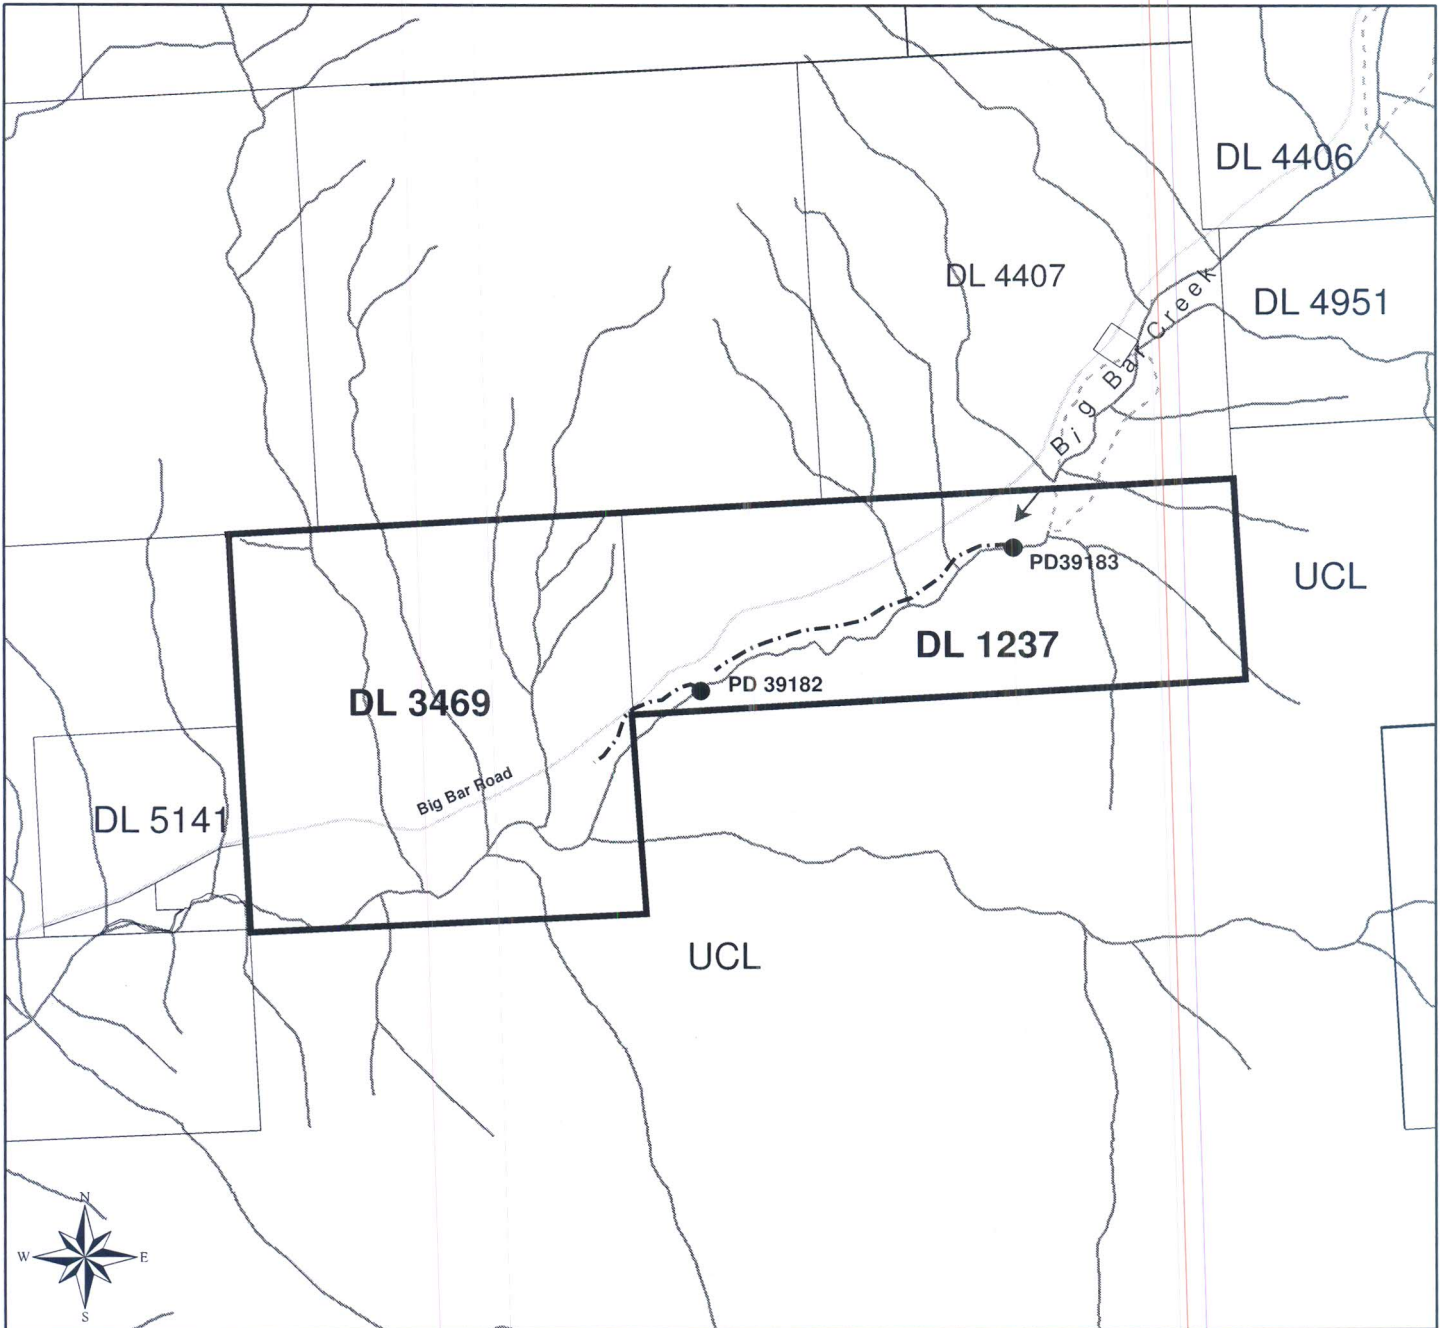 DL 4406
DL 4407
DL 4951
Big Bar Creek
UCL
PD39183
DL 1237
PD 39182
DL 3469
Big Bar Road
DL 5141
UCL
N
W E
S